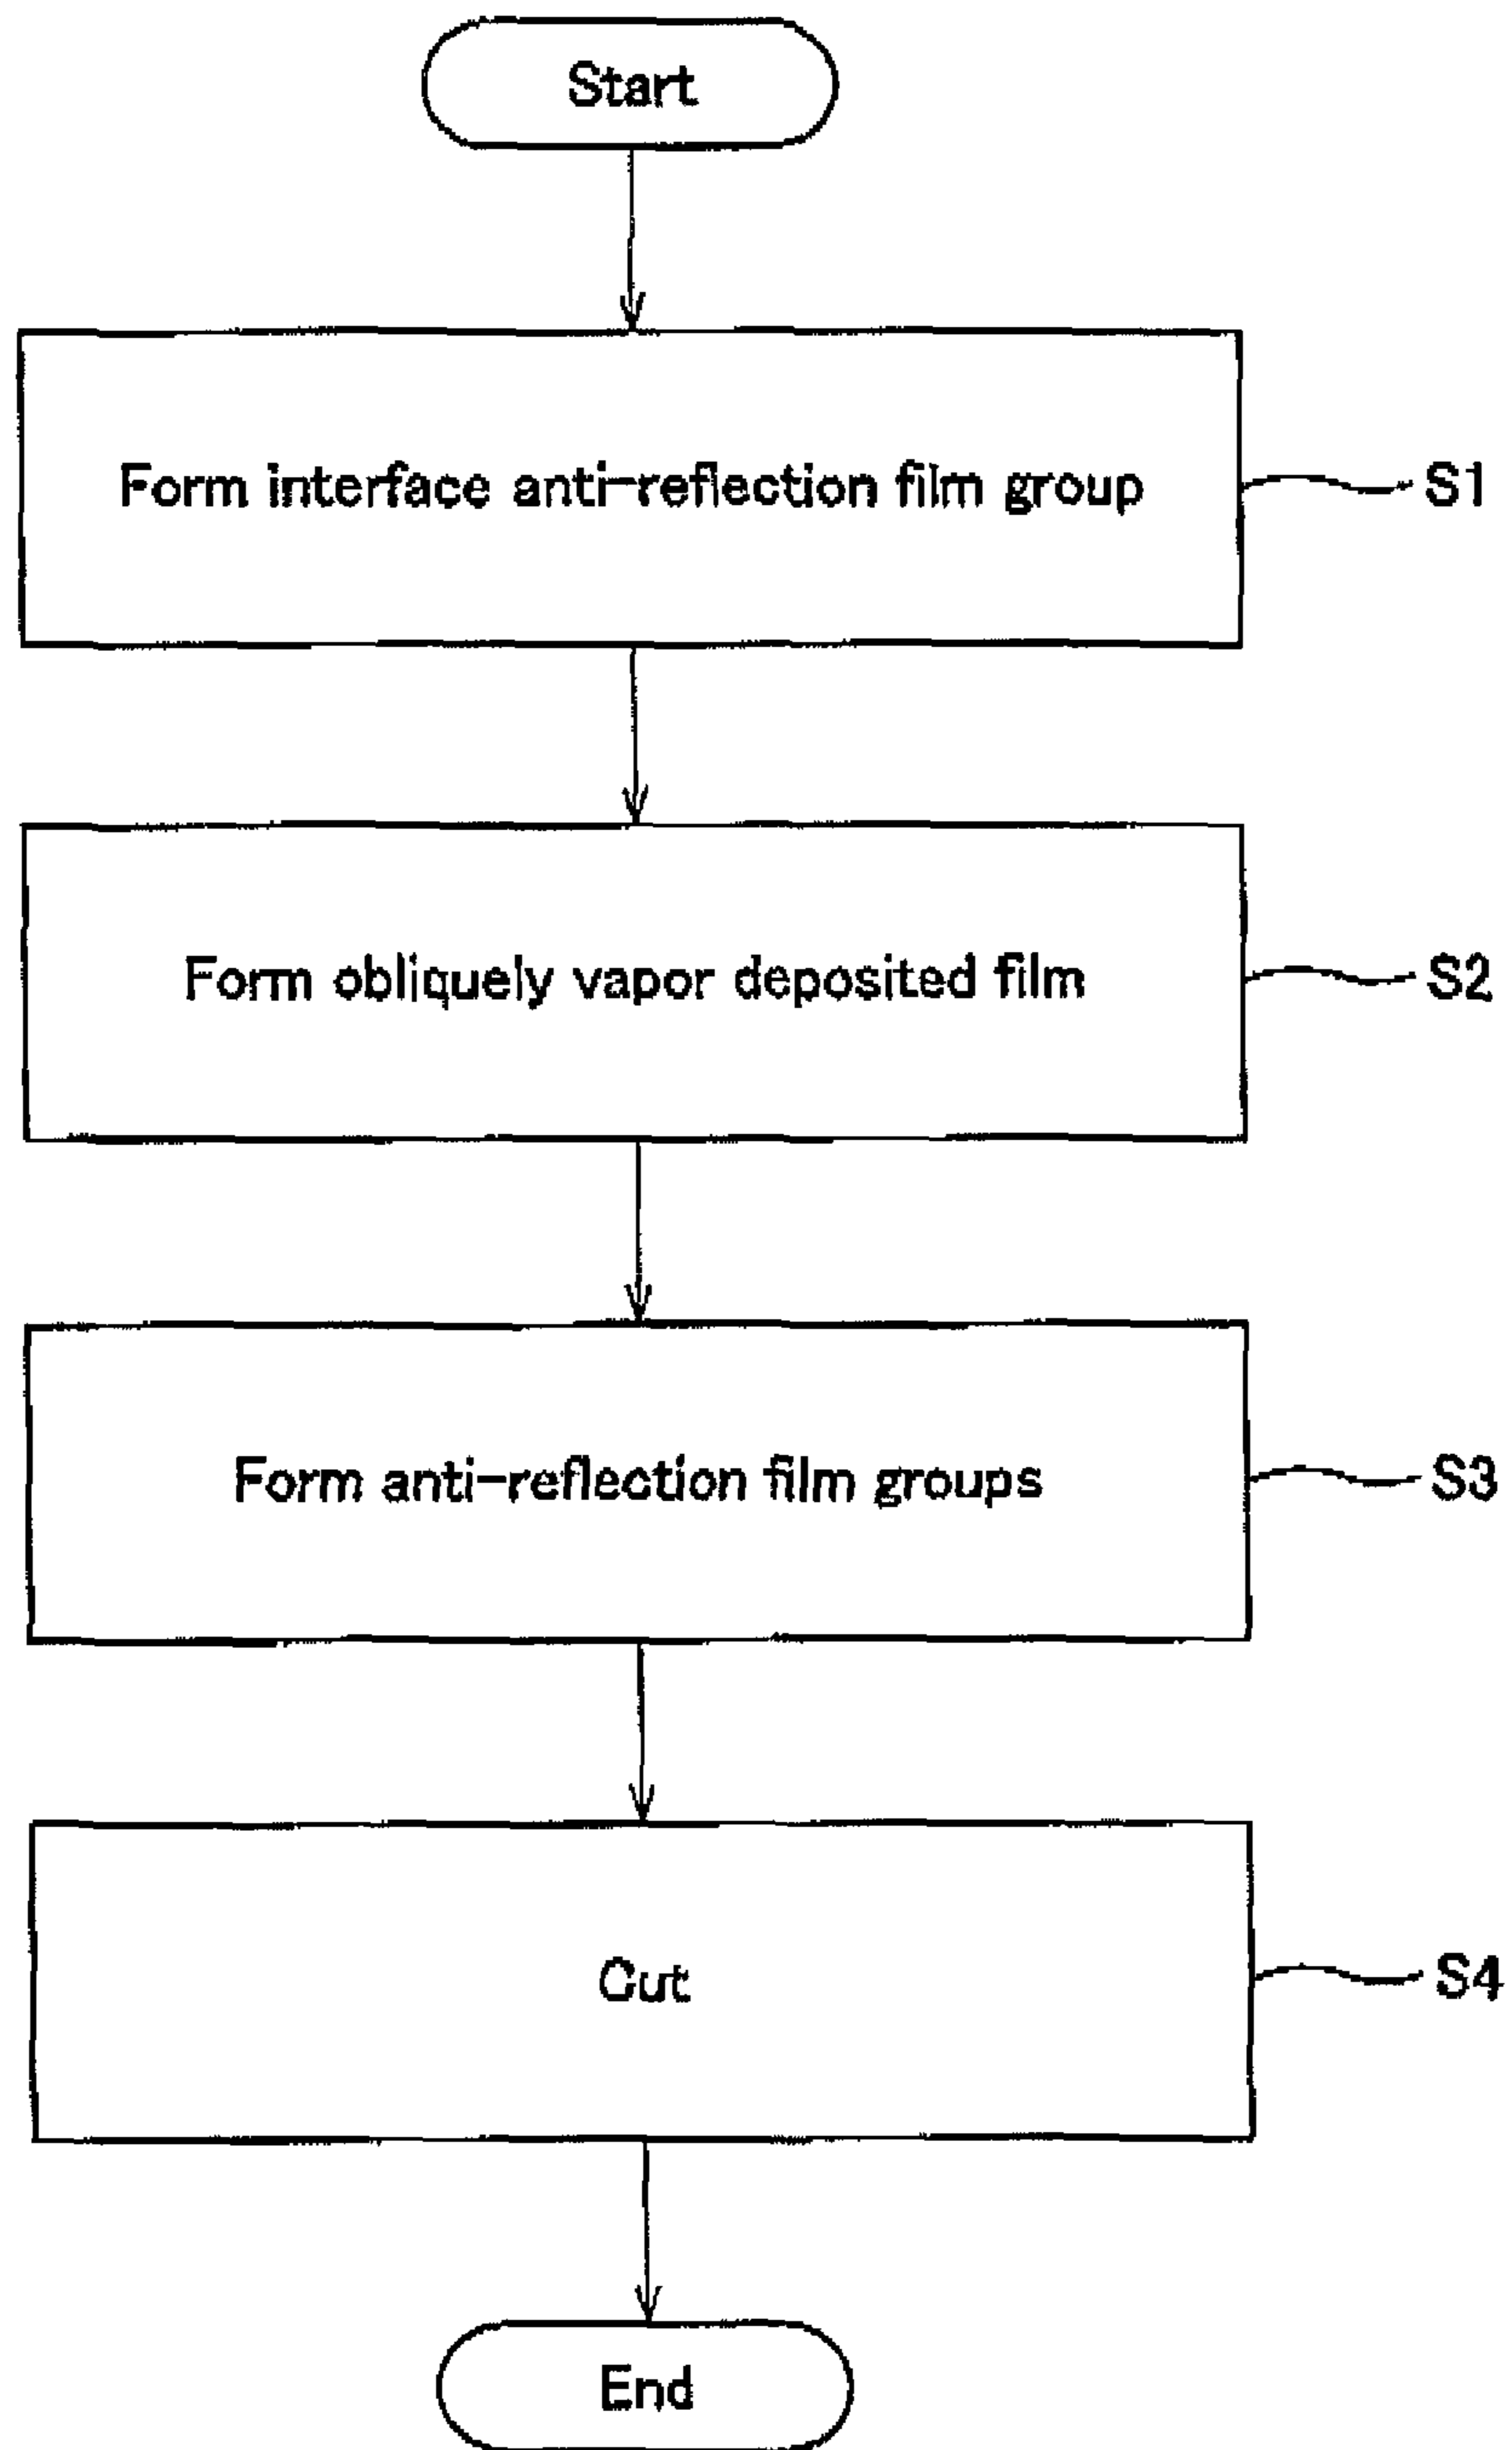 Start
Form interface anti-reflection film group
S1
Form obliquely vapor deposited film
S2
Form anti-reflection film groups
S3
Cut
S4
End